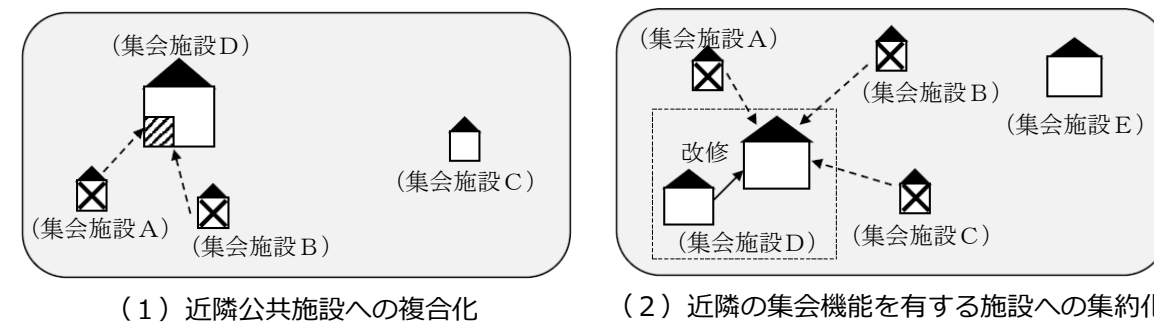 (集会施設D)
(集会施設C)
(集会施設A)
(集会施設B)
(1)近隣公共施設への複合化
(集会施設A)
(集会施設B)
(集会施設E)
改修
(集会施設D)
(集会施設C)
(2)近隣の集会機能を有する施設への集約化